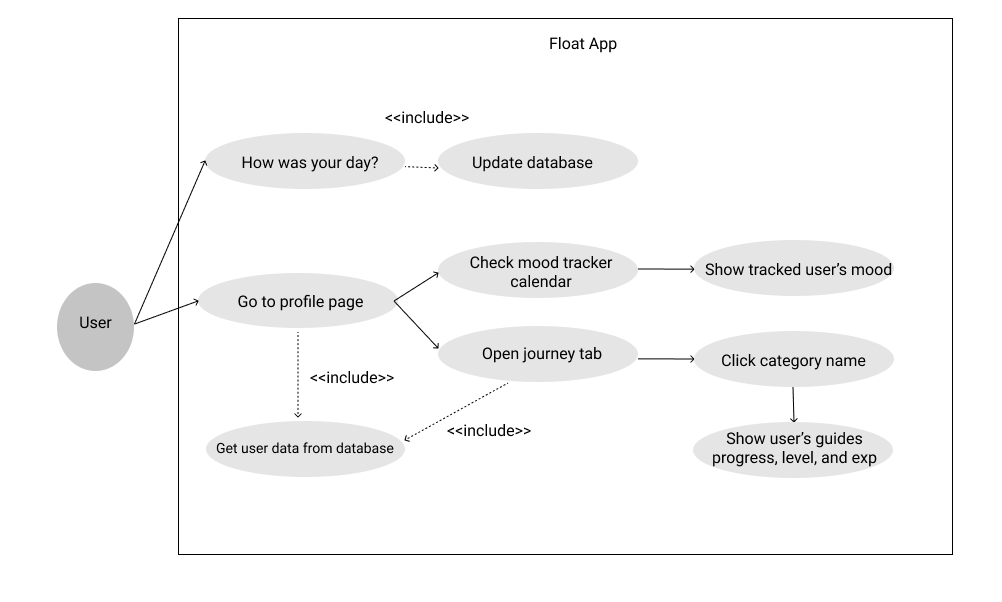 Float App
<<include>>
How was your day?
Update database
Check mood tracker
calendar
Show tracked user's mood
Go to profile page
User
Open journey tab
Click category name
<<include>>
<<include>>
Get user data from database
Show user's guides
progress, level, and exp